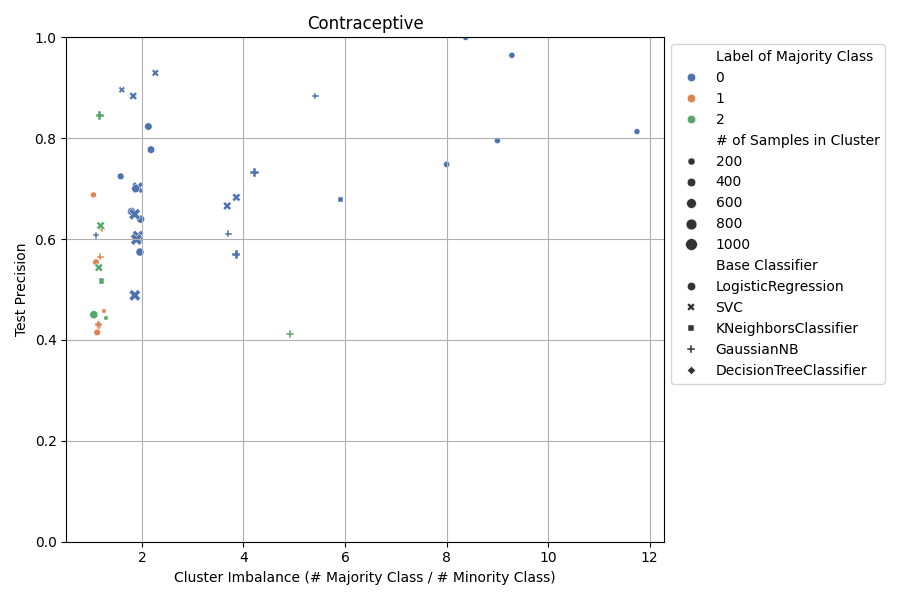 Contraceptive
1.0
0.8
0.6
0.4
0.2
0.0
Test Precision
2
4
6
8
10
12
Cluster Imbalance (# Majority Class / # Minority Class)
Label of Majority Class
0
1
2
# of Samples in Cluster
200
400
600
800
1000
Base Classifier
LogisticRegression
SVC
KNeighborsClassifier
GaussianNB
DecisionTreeClassifier